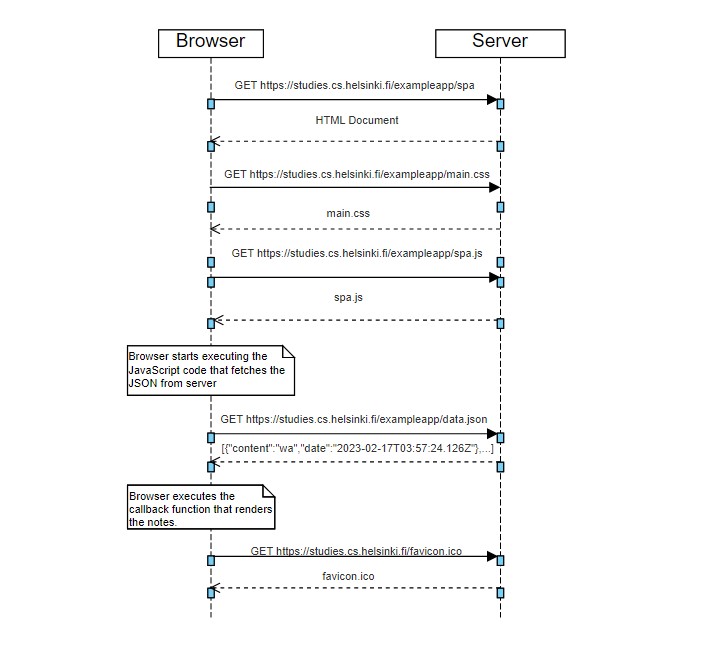 Browser
Server
GET https://studies.cs.helsinki.fi/exampleapp/spa
HTML Document
GET https://studies.cs.helsinki.fi/exampleapp/main.css
main.css
GET https://studies.cs.helsinki.fi/exampleapp/spa.js
spa.js
Browser starts executing the
JavaScript code that fetches the
JSON from server
GET https://studies.cs.helsinki.fi/exampleapp/data.json
[{"content":"wa","date":"2023-02-17T03:57:24.126Z"},...]
Browser executes the
callback function that renders
the notes.
GET https://studies.cs.helsinki.fi/favicon.ico
favicon.ico